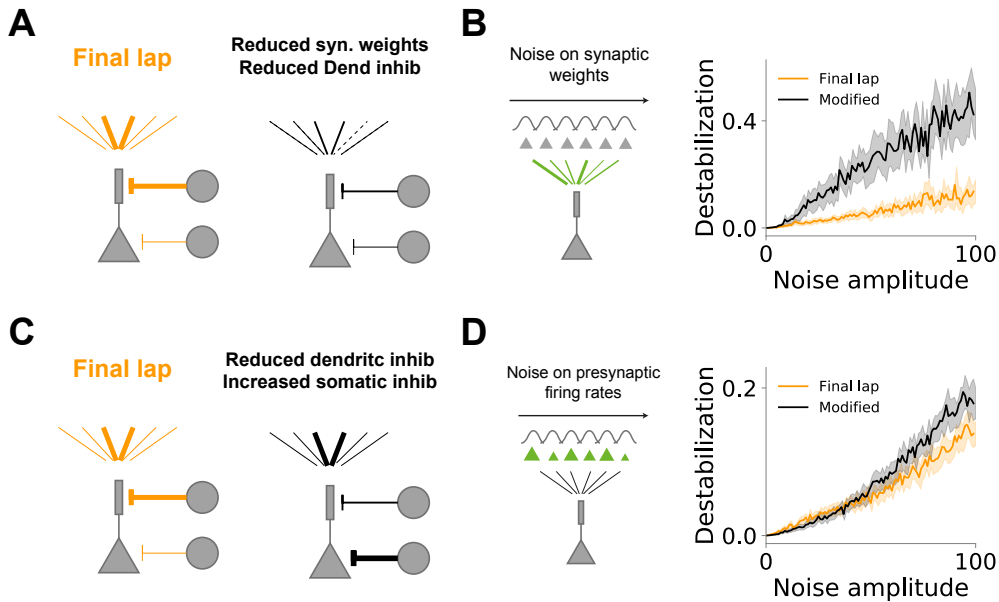 A
Final lap
Reduced syn. weights
Reduced Dend inhib
B
Noise on synaptic
weights
Destabilization
0.4
0.0
Final lap
Modified
0
100
Noise amplitude
C
Final lap
Reduced dendritc inhib
Increased somatic inhib
D
Noise on presynaptic
firing rates
Destabilization
0.2
0.0
Final lap
Modified
0
100
Noise amplitude